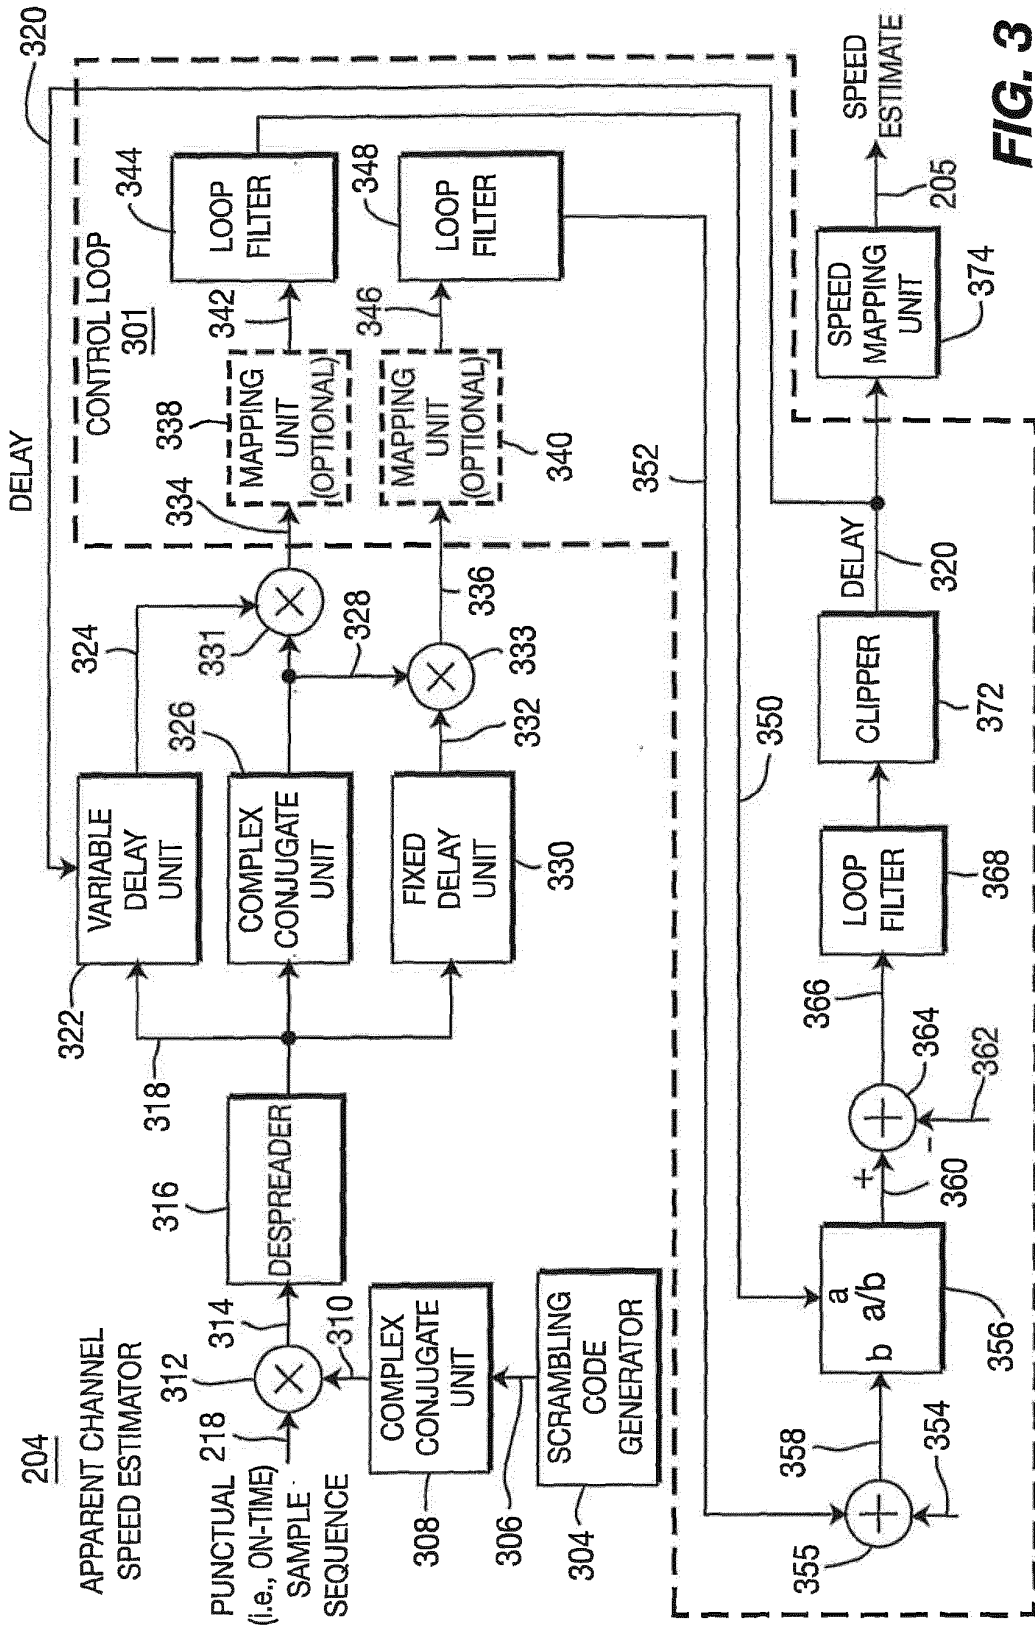 204
APPARENT CHANNEL
SPEED ESTIMATOR
PUNCTUAL
(i.e., ON-TIME)
SAMPLE
SEQUENCE
218
312
314
310
COMPLEX
CONJUGATE
UNIT
308
306
SCRAMBLING
CODE
GENERATOR
304
316
DESPREADER
318
322
VARIABLE
DELAY
UNIT
324
COMPLEX
CONJUGATE
UNIT
326
FIXED
DELAY
UNIT
330
328
331
332
333
334
336
DELAY
320
CONTROL LOOP
301
338
MAPPING
UNIT
(OPTIONAL)
MAPPING
UNIT
(OPTIONAL)
340
342
344
LOOP
FILTER
346
348
LOOP
FILTER
352
350
355
354
358
b
a
a/b
356
+
360
-
362
364
366
LOOP
FILTER
368
CLIPPER
372
DELAY
320
SPEED
MAPPING
UNIT
374
205
SPEED
ESTIMATE
FIG. 3